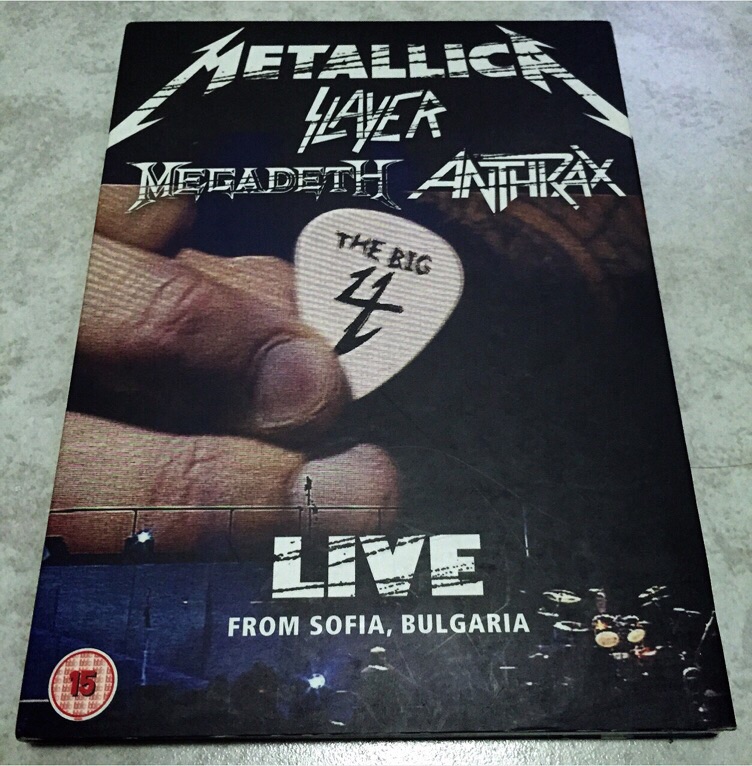 METALLICA
SLAYER
MEGADETH ANTHRAX
THE BIG
4
LIVE
FROM SOFIA, BULGARIA
15